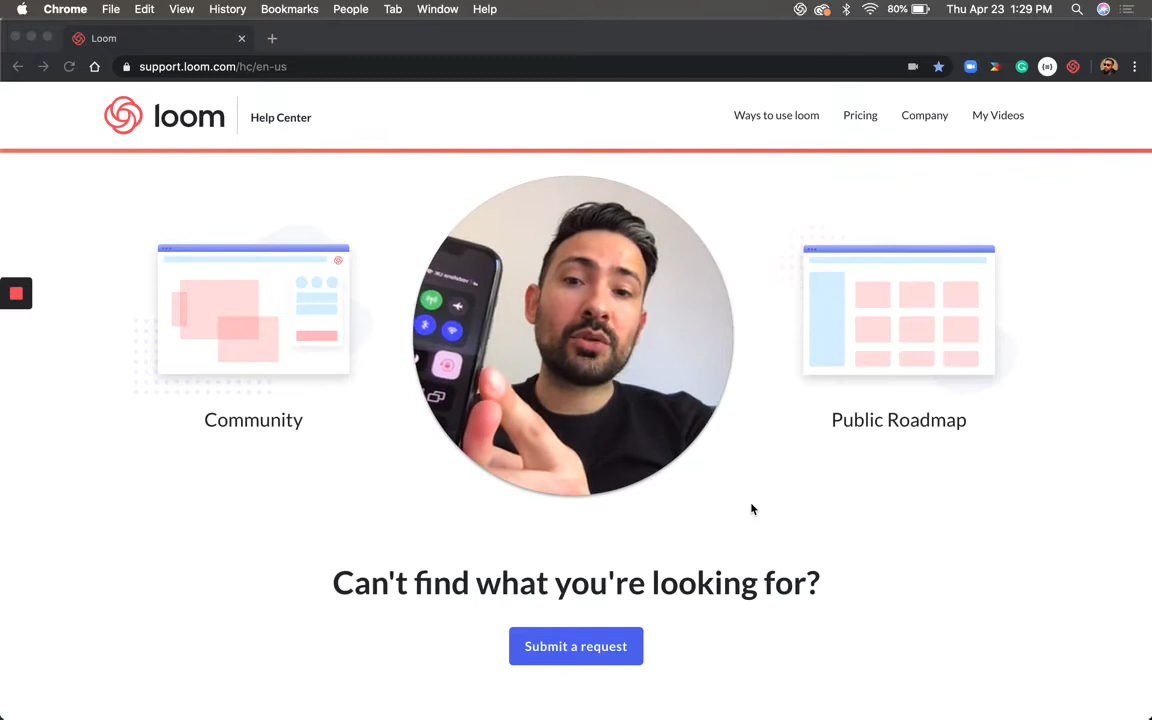 Chrome File Edit View History Bookmarks People Tab Window Help 80% Thu Apr 23 1:29 PM
Loom
support.loom.com/hc/en-us
loom Help Center Ways to use loom Pricing Company My Videos
Community
Public Roadmap
Can't find what you're looking for?
Submit a request